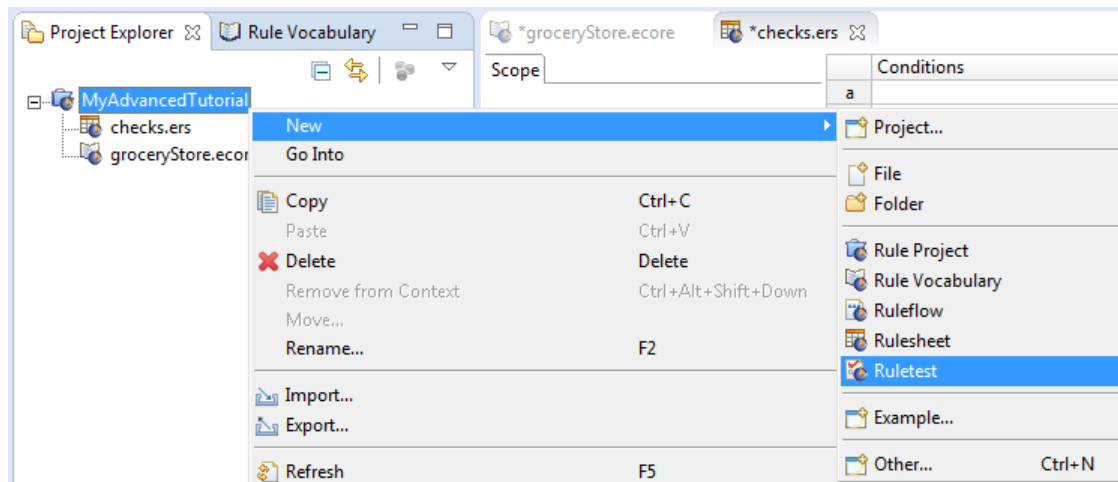 Project Explorer Rule Vocabulary *groceryStore.ecore *checks.ers
Scope Conditions
MyAdvancedTutorial a
checks.ers New Project...
groceryStore.ecor Go Into
File
Copy Ctrl+C Folder
Paste Ctrl+V
Delete Delete Rule Project
Remove from Context Ctrl+Alt+Shift+Down Rule Vocabulary
Move... Ruleflow
Rename... F2 Rulesheet
Ruletest
Import...
Export... Example...
Refresh F5 Other... Ctrl+N